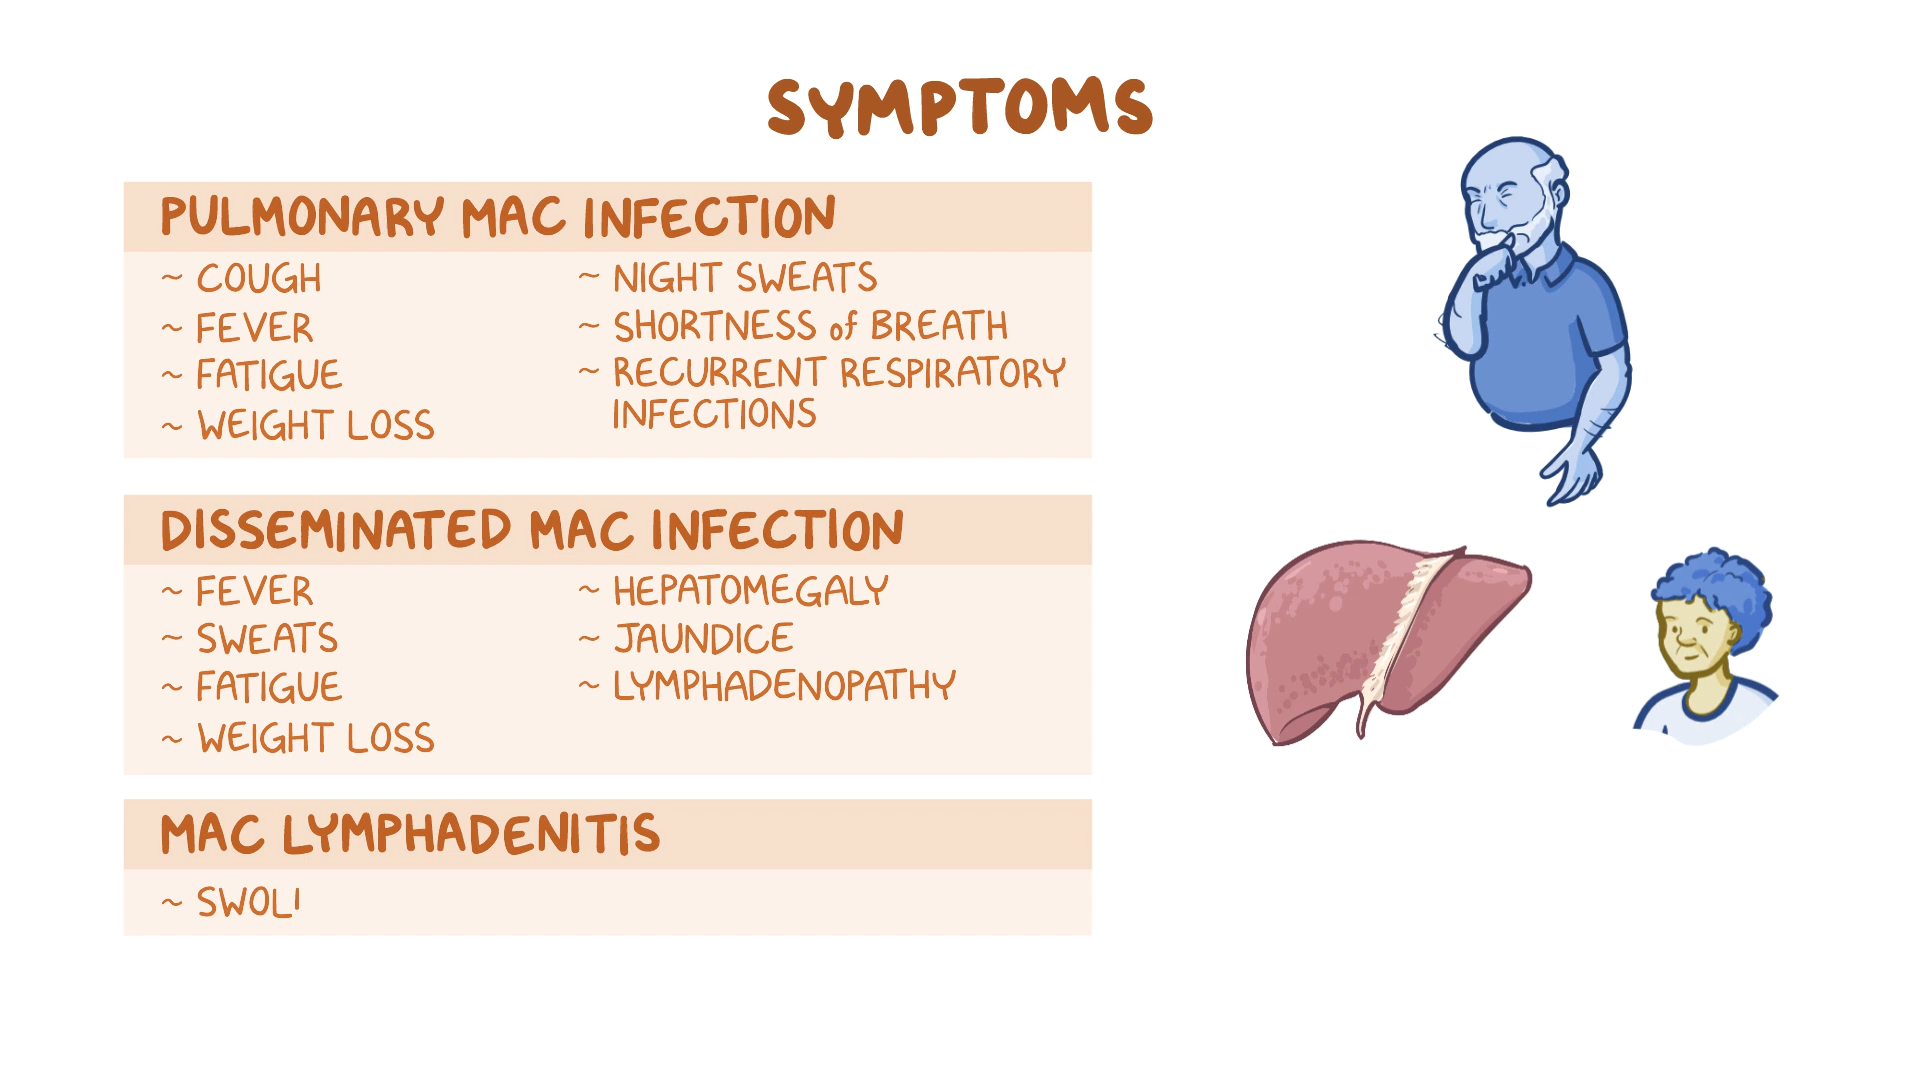 SYMPTOMS
PULMONARY MAC INFECTION
~ COUGH
~ FEVER
~ FATIGUE
~ WEIGHT LOSS
~ NIGHT SWEATS
~ SHORTNESS of BREATH
~ RECURRENT RESPIRATORY
INFECTIONS
DISSEMINATED MAC INFECTION
~ FEVER
~ SWEATS
~ FATIGUE
~ WEIGHT LOSS
~ HEPATOMEGALY
~ JAUNDICE
~ LYMPHADENOPATHY
MAC LYMPHADENITIS
~ SWOL